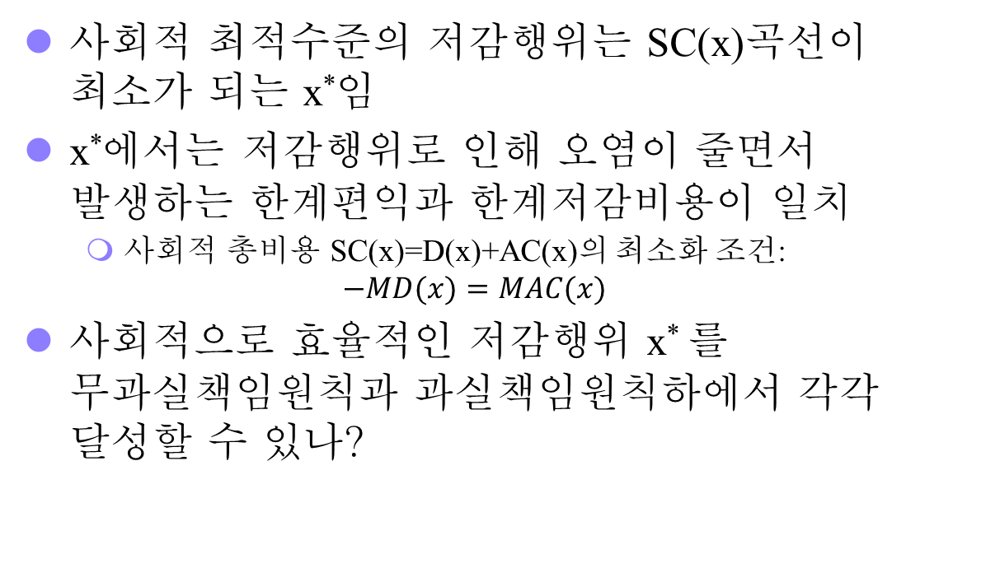 사회적 최적수준의 저감행위는 SC(x)곡선이
최소가 되는 x*임
x*에서는 저감행위로 인해 오염이 줄면서
발생하는 한계편익과 한계저감비용이 일치
사회적 총비용 SC(x)=D(x)+AC(x)의 최소화 조건:
−MD(x) = MAC(x)
사회적으로 효율적인 저감행위 x* 를
무과실책임원칙과 과실책임원칙하에서 각각
달성할 수 있나?